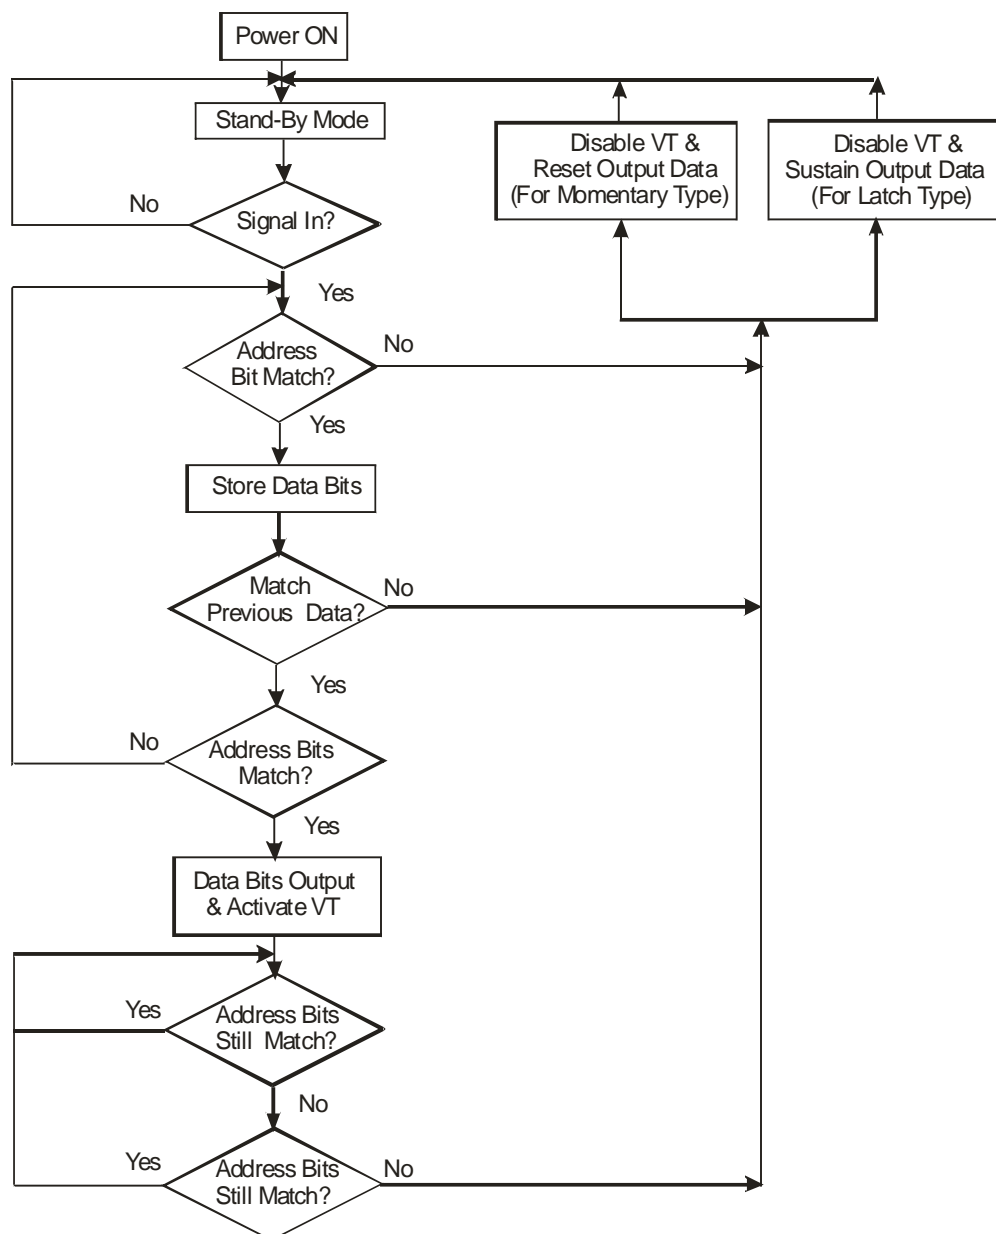 Power ON
Stand-By Mode
Disable VT &
Reset Output Data
(For Momentary Type)
Disable VT &
Sustain Output Data
(For Latch Type)
No
Signal In?
Yes
Address
Bit Match?
No
Yes
Store Data Bits
Match
Previous Data?
No
Yes
No
Address Bits
Match?
Yes
Data Bits Output
& Activate VT
Yes
Address Bits
Still Match?
No
Yes
Address Bits
Still Match?
No